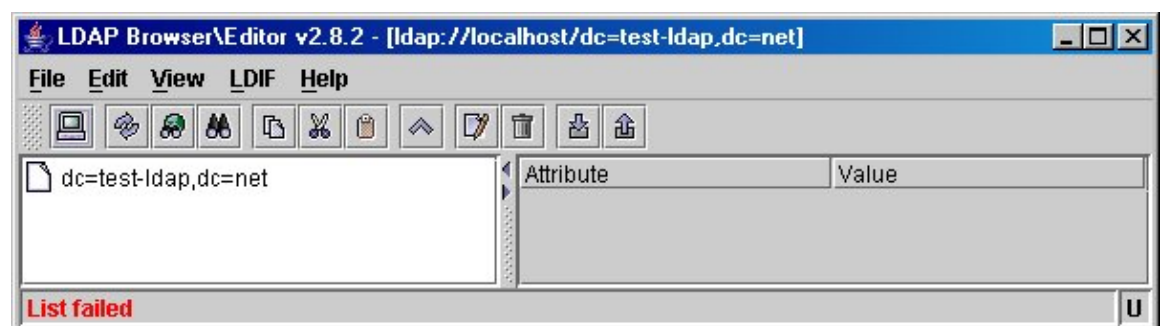 LDAP Browser\Editor v2.8.2 - [ldap://localhost/dc=test-ldap,dc=net]
File Edit View LDIF Help
dc=test-ldap,dc=net
Attribute Value
List failed U